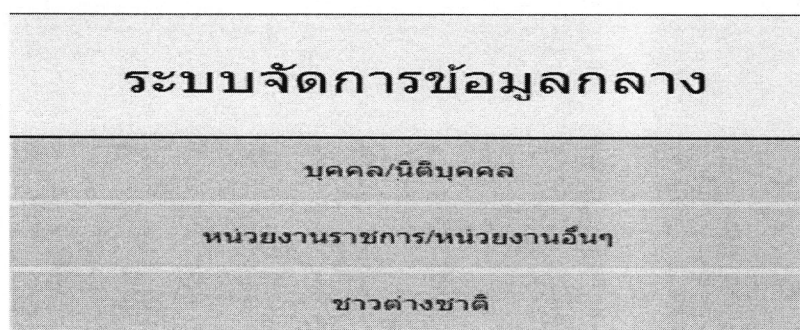 ระบบจัดการข้อมูลกลาง
บุคคล/นิติบุคคล
หน่วยงานราชการ/หน่วยงานอื่นๆ
ชาวต่างชาติ